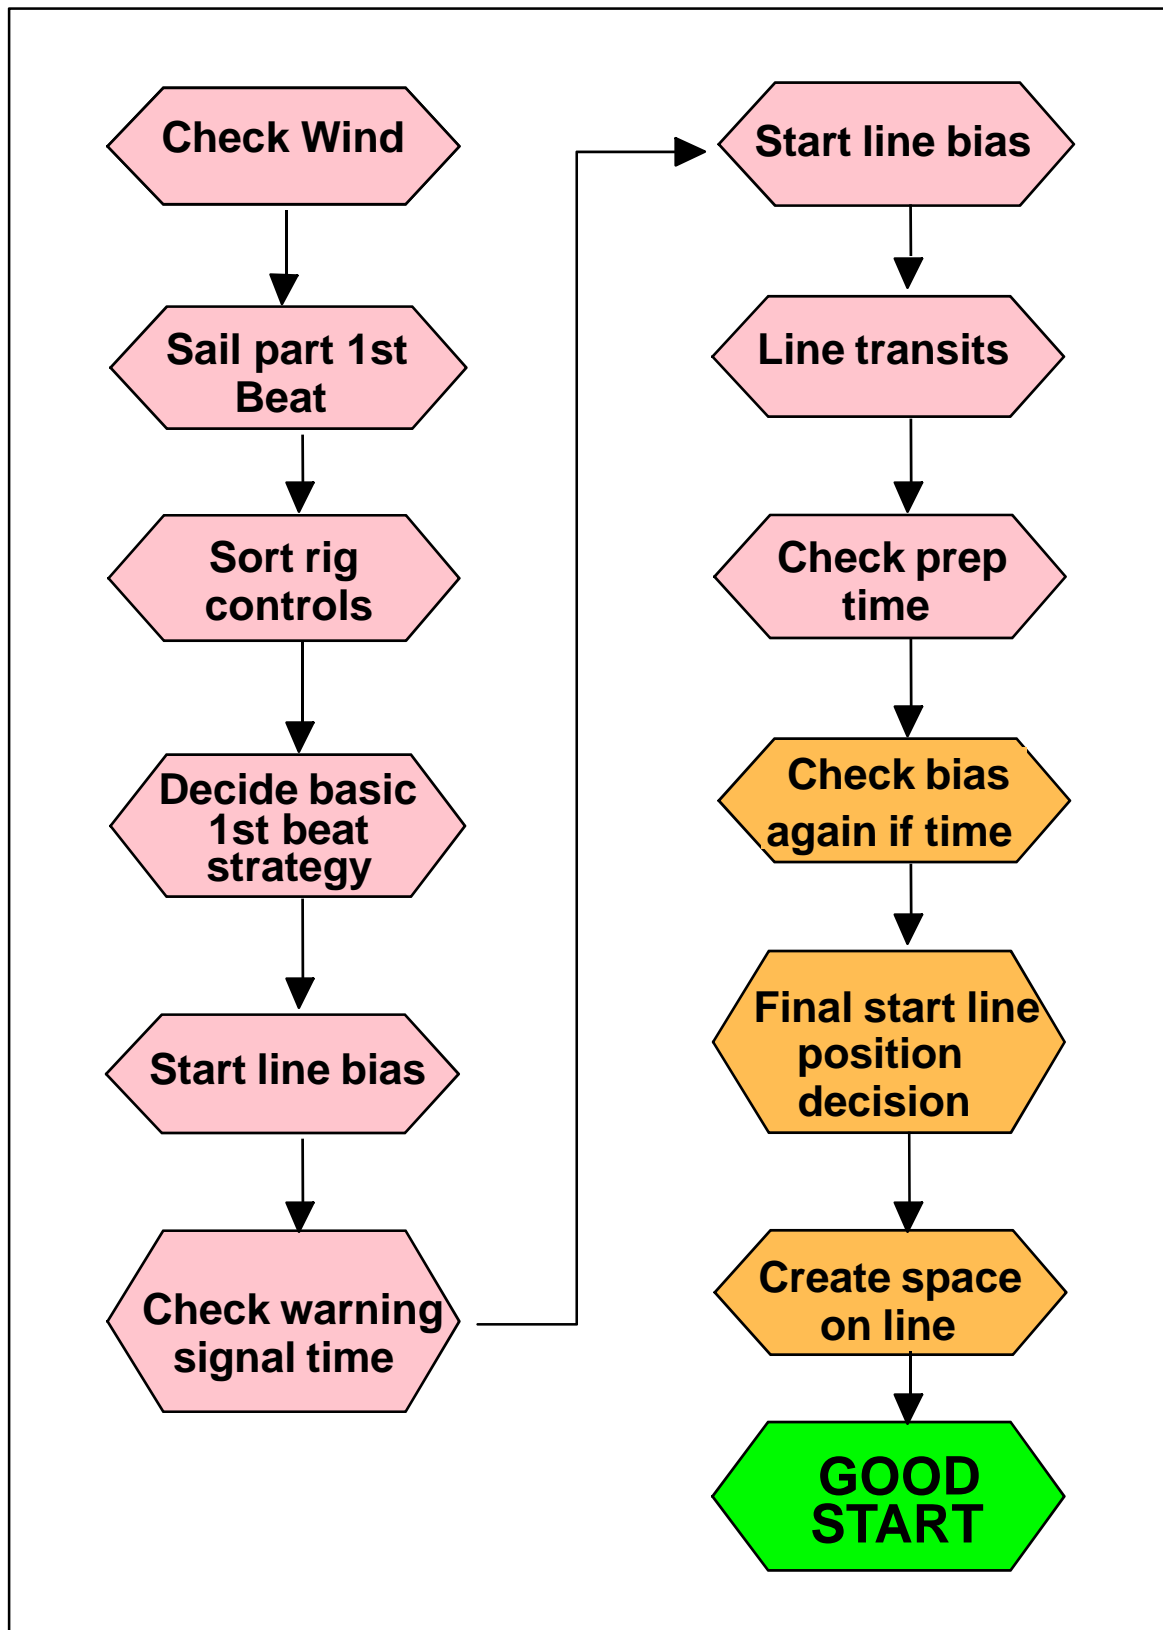 Check Wind
Sail part 1st
Beat
Sort rig
controls
Decide basic
1st beat
strategy
Start line bias
Check warning
signal time
Start line bias
Line transits
Check prep
time
Check bias
again if time
Final start line
position
decision
Create space
on line
GOOD
START